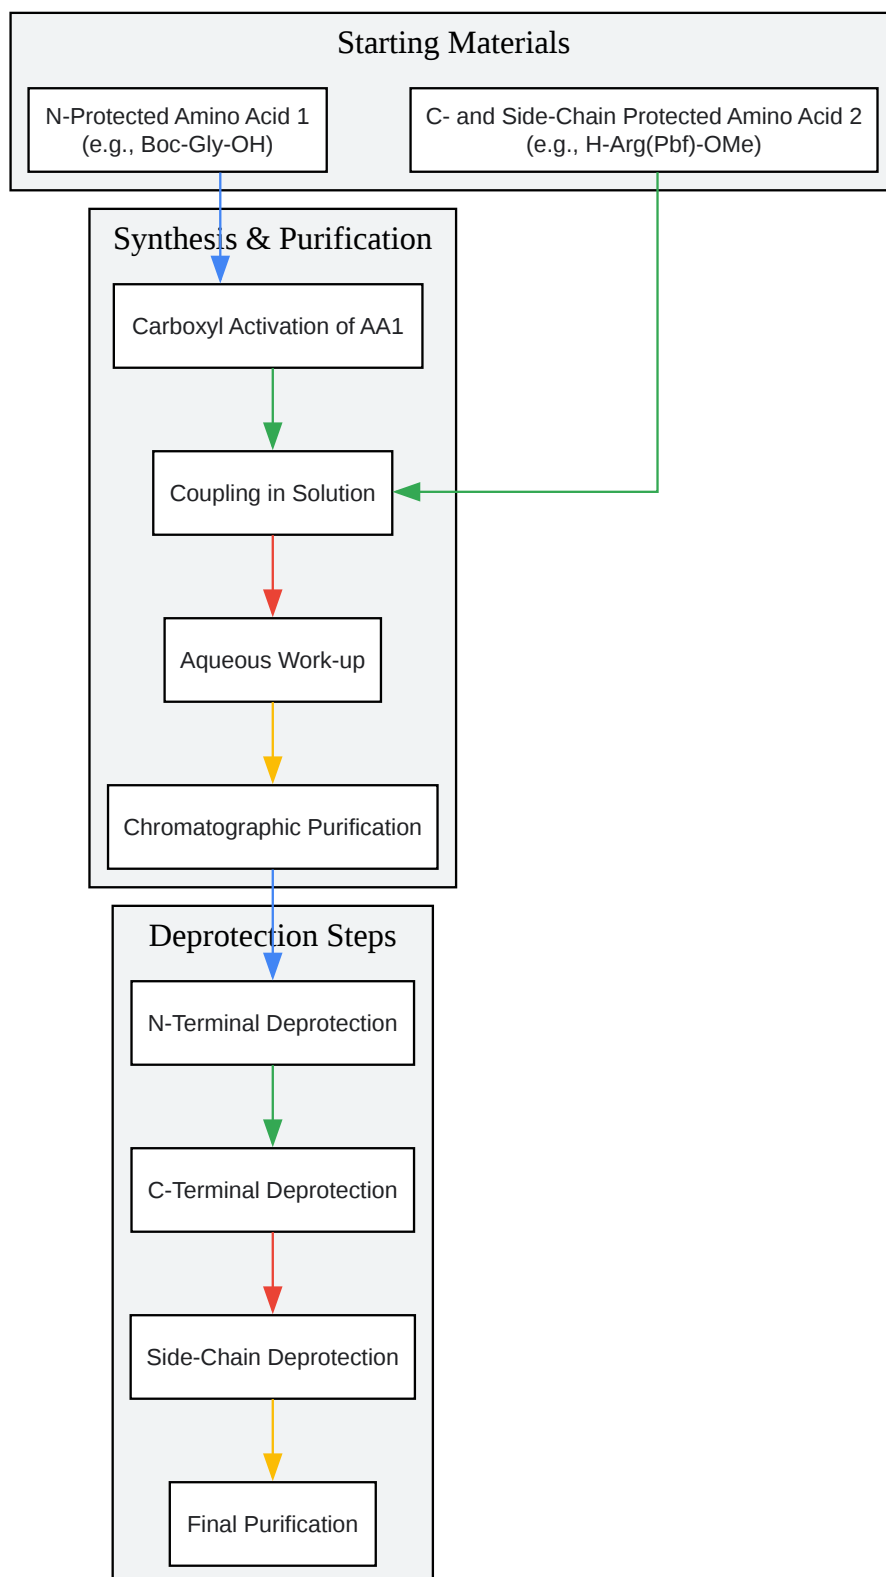 Starting Materials
N-Protected Amino Acid 1
(e.g., Boc-Gly-OH)
C- and Side-Chain Protected Amino Acid 2
(e.g., H-Arg(Pbf)-OMe)
Synthesis & Purification
Carboxyl Activation of AA1
Coupling in Solution
Aqueous Work-up
Chromatographic Purification
Deprotection Steps
N-Terminal Deprotection
C-Terminal Deprotection
Side-Chain Deprotection
Final Purification